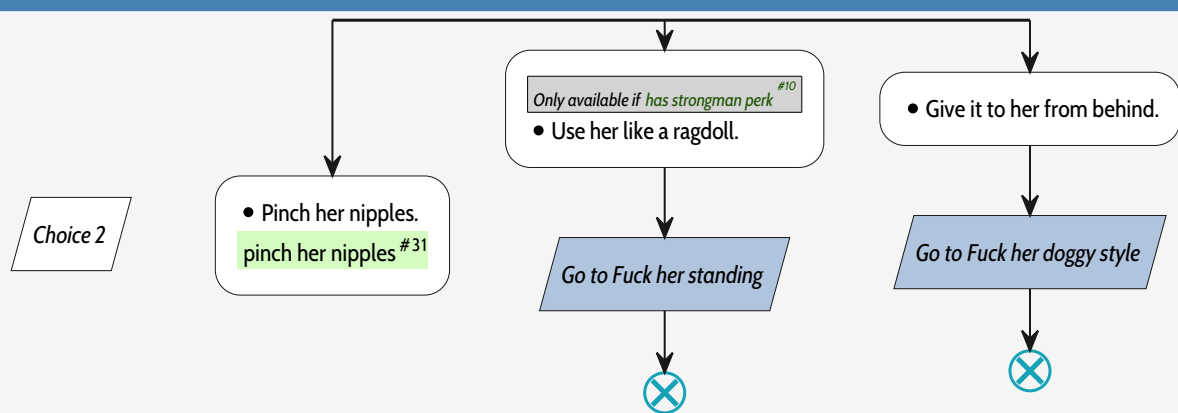 Choice 2
• Pinch her nipples.
pinch her nipples #31
Only available if has strongman perk #10
• Use her like a ragdoll.
Go to Fuck her standing
• Give it to her from behind.
Go to Fuck her doggy style